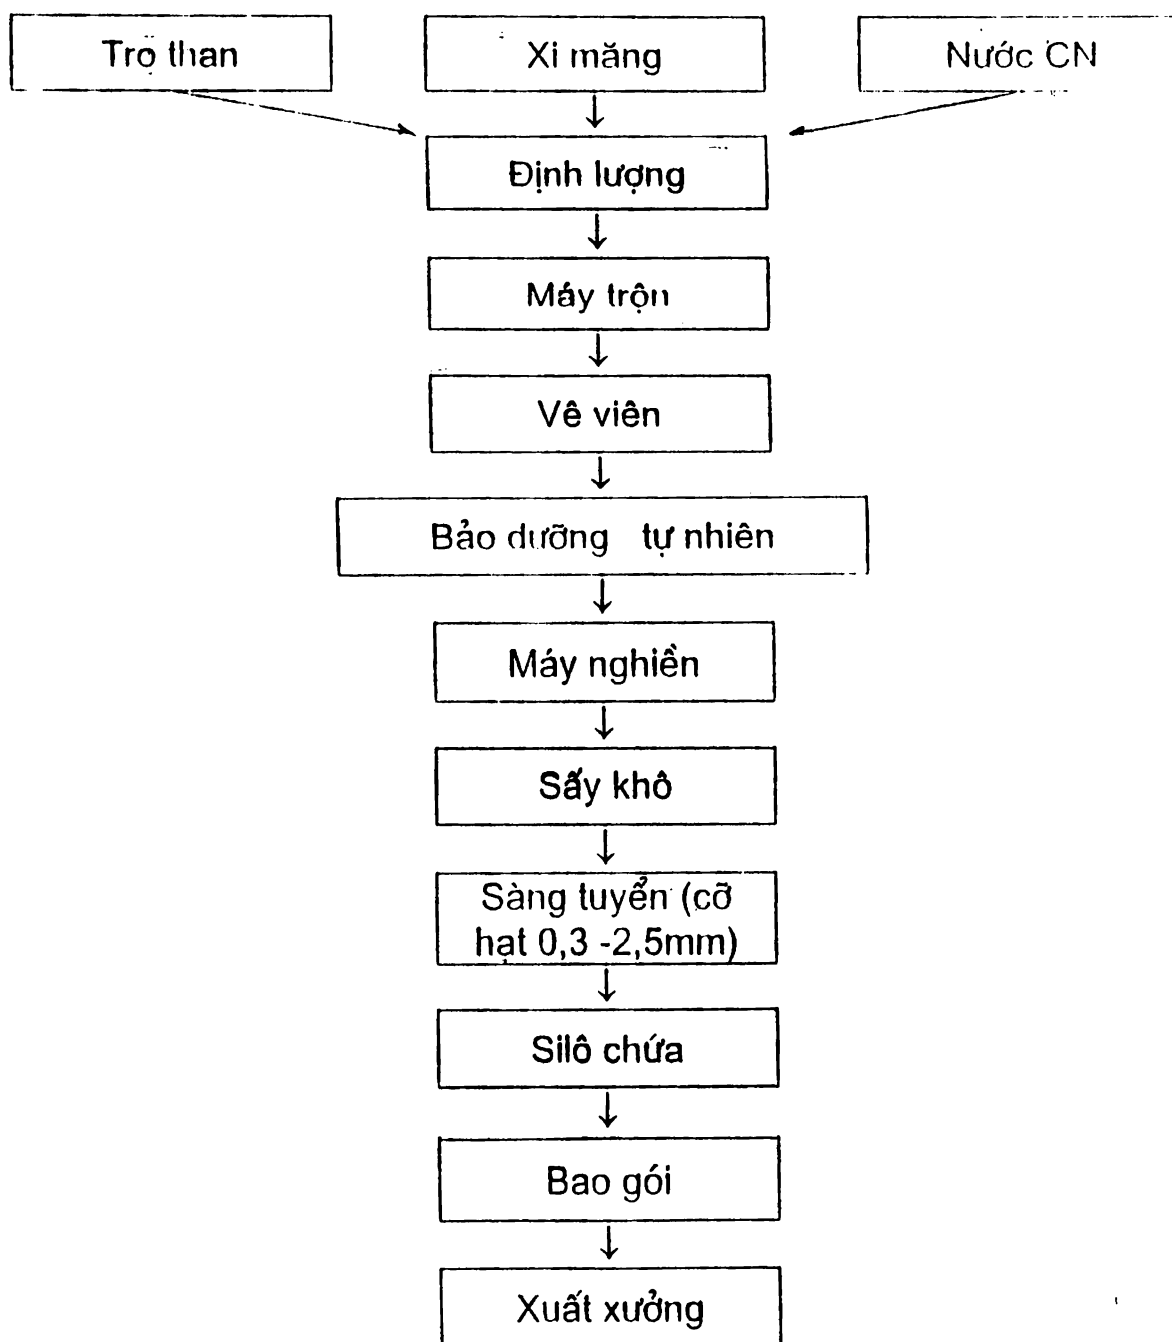 Tro than
Xi măng
Nước CN
Định lượng
Máy trộn
Vê viên
Bảo dưỡng tự nhiên
Máy nghiền
Sấy khô
Sàng tuyển (cỡ
hạt 0,3 -2,5mm)
Silô chứa
Bao gói
Xuất xưởng